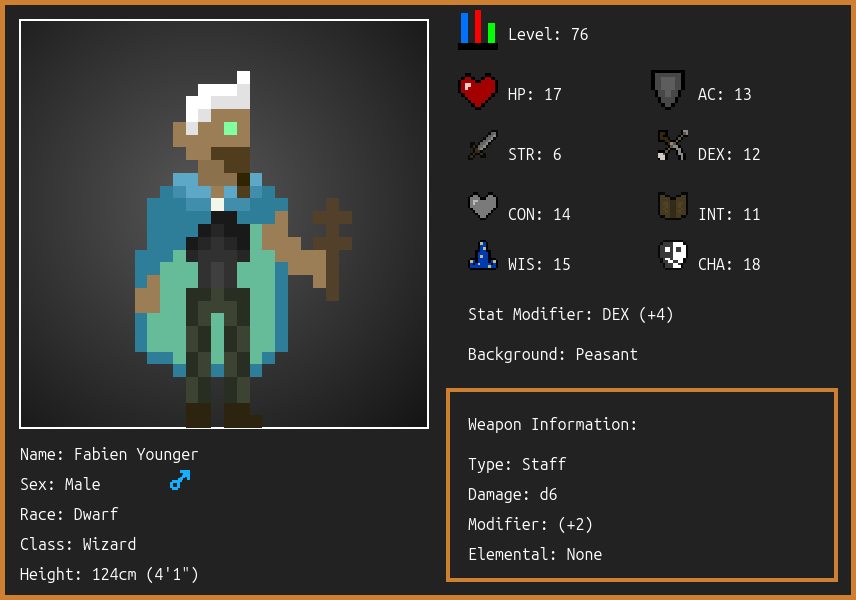 Level: 76
HP: 17
AC: 13
STR: 6
DEX: 12
CON: 14
INT: 11
WIS: 15
CHA: 18
Stat Modifier: DEX (+4)
Background: Peasant
Weapon Information:
Type: Staff
Damage: d6
Modifier: (+2)
Elemental: None
Name: Fabien Younger
Sex: Male
Race: Dwarf
Class: Wizard
Height: 124cm (4'1")